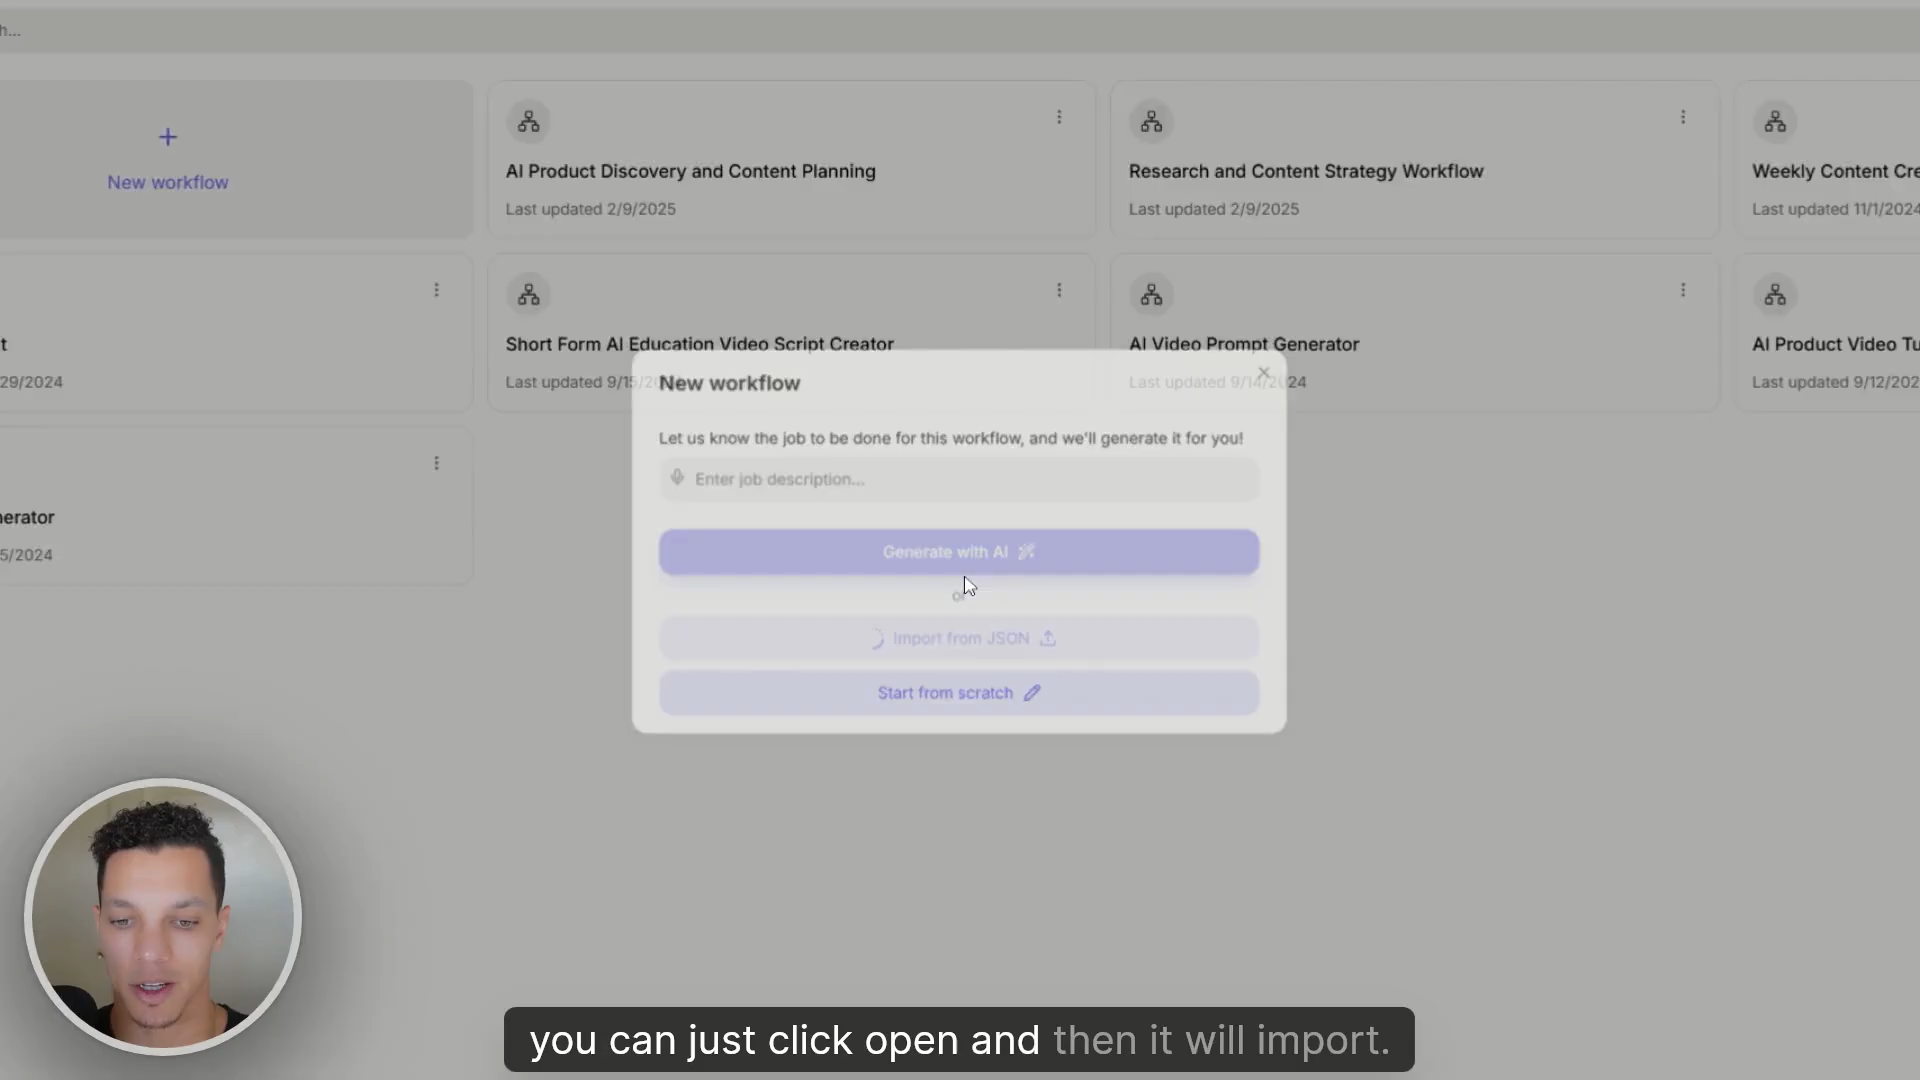 h...
New workflow
AI Product Discovery and Content Planning
Last updated 2/9/2025
Research and Content Strategy Workflow
Last updated 2/9/2025
Weekly Content Cre
Last updated 11/1/2024
t
29/2024
Short Form AI Education Video Script Creator
Last updated 9/15/20
AI Video Prompt Generator
Last updated 9/14/2024
AI Product Video Tu
Last updated 9/12/202
erator
5/2024
New workflow
Let us know the job to be done for this workflow, and we'll generate it for you!
Enter job description...
Generate with AI
or
Import from JSON
Start from scratch
you can just click open and then it will import.